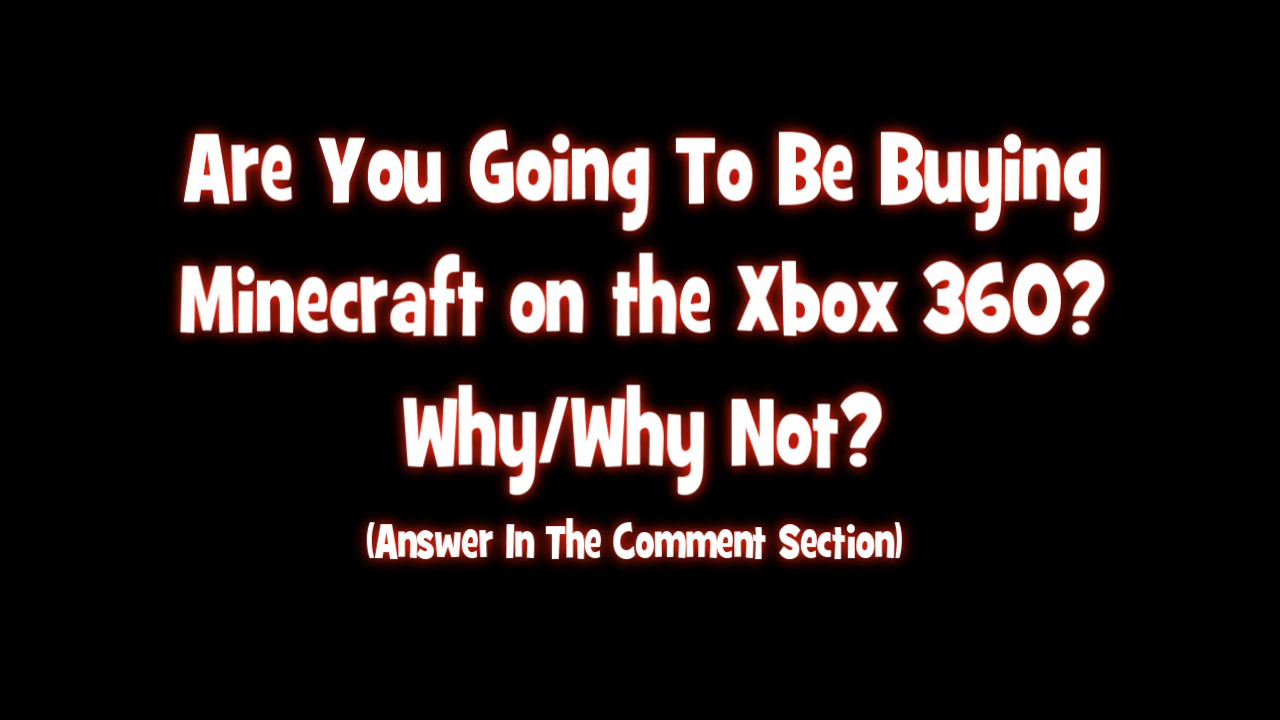 Are You Going To Be Buying
Minecraft on the Xbox 360?
Why/Why Not?
(Answer In The Comment Section)